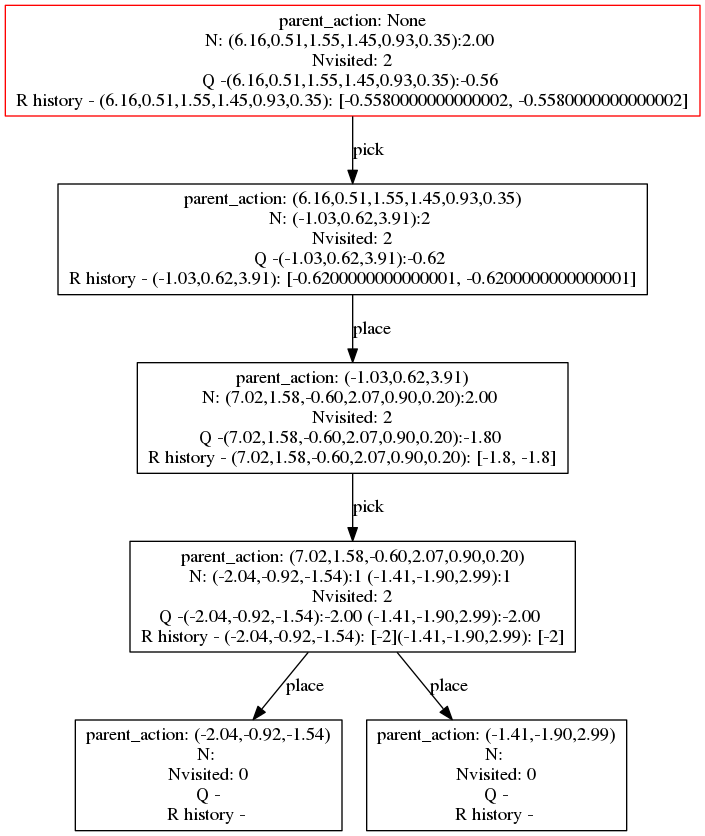 parent_action: None
N: (6.16,0.51,1.55,1.45,0.93,0.35):2.00
Nvisited: 2
Q -(6.16,0.51,1.55,1.45,0.93,0.35):-0.56
R history - (6.16,0.51,1.55,1.45,0.93,0.35): [-0.5580000000000002, -0.5580000000000002]
pick
parent_action: (6.16,0.51,1.55,1.45,0.93,0.35)
N: (-1.03,0.62,3.91):2
Nvisited: 2
Q -(-1.03,0.62,3.91):-0.62
R history - (-1.03,0.62,3.91): [-0.6200000000000001, -0.6200000000000001]
place
parent_action: (-1.03,0.62,3.91)
N: (7.02,1.58,-0.60,2.07,0.90,0.20):2.00
Nvisited: 2
Q -(7.02,1.58,-0.60,2.07,0.90,0.20):-1.80
R history - (7.02,1.58,-0.60,2.07,0.90,0.20): [-1.8, -1.8]
pick
parent_action: (7.02,1.58,-0.60,2.07,0.90,0.20)
N: (-2.04,-0.92,-1.54):1 (-1.41,-1.90,2.99):1
Nvisited: 2
Q -(-2.04,-0.92,-1.54):-2.00 (-1.41,-1.90,2.99):-2.00
R history - (-2.04,-0.92,-1.54): [-2](-1.41,-1.90,2.99): [-2]
place
place
parent_action: (-2.04,-0.92,-1.54)
N:
Nvisited: 0
Q -
R history -
parent_action: (-1.41,-1.90,2.99)
N:
Nvisited: 0
Q -
R history -